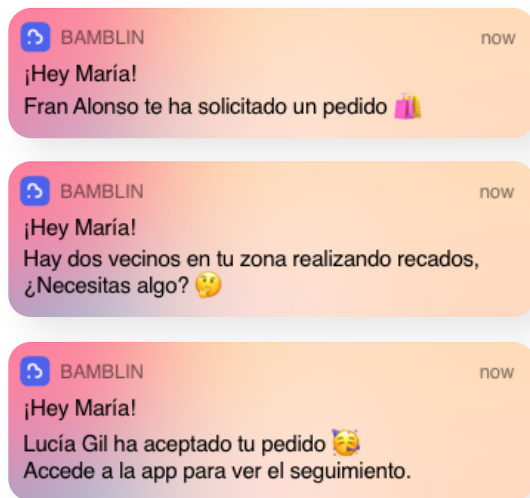 BAMBLIN now
¡Hey María!
Fran Alonso te ha solicitado un pedido 🛍️
BAMBLIN now
¡Hey María!
Hay dos vecinos en tu zona realizando recados,
¿Necesitas algo? 🤔
BAMBLIN now
¡Hey María!
Lucía Gil ha aceptado tu pedido 🥳
Accede a la app para ver el seguimiento.